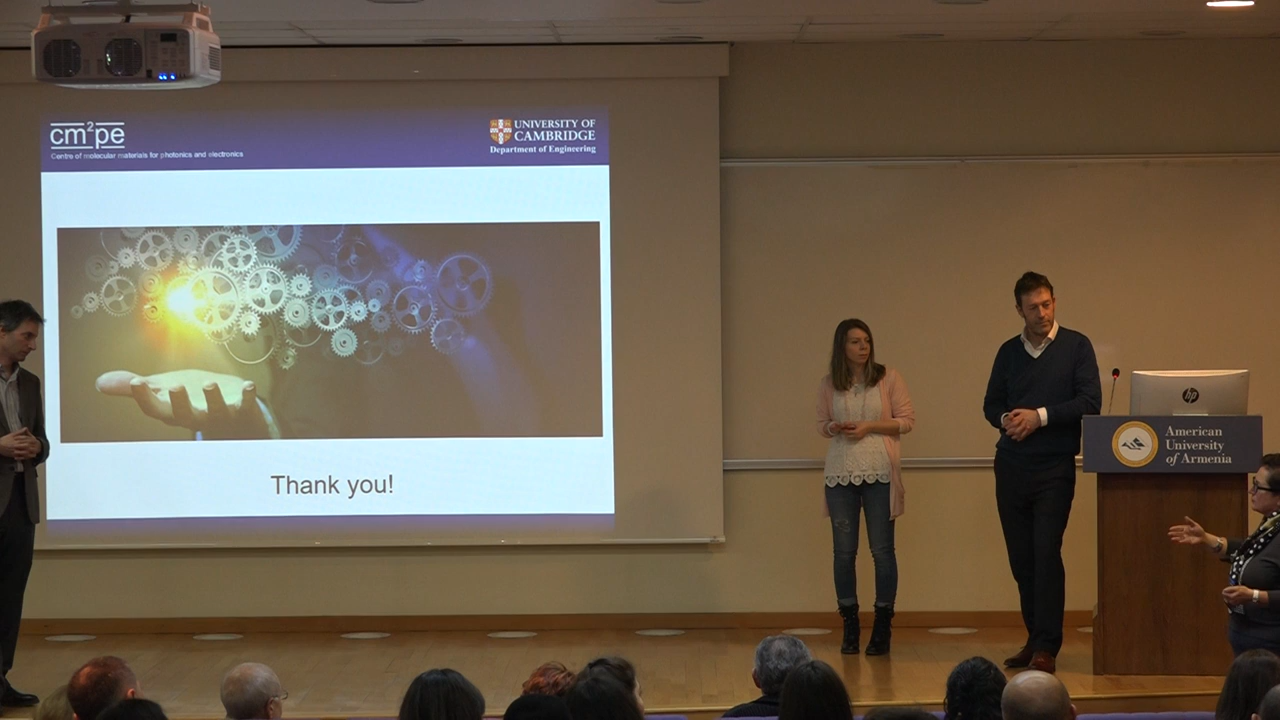 cm²pe
Centre of molecular materials for photonics and electronics
UNIVERSITY OF
CAMBRIDGE
Department of Engineering
Thank you!
hp
American
University
of Armenia